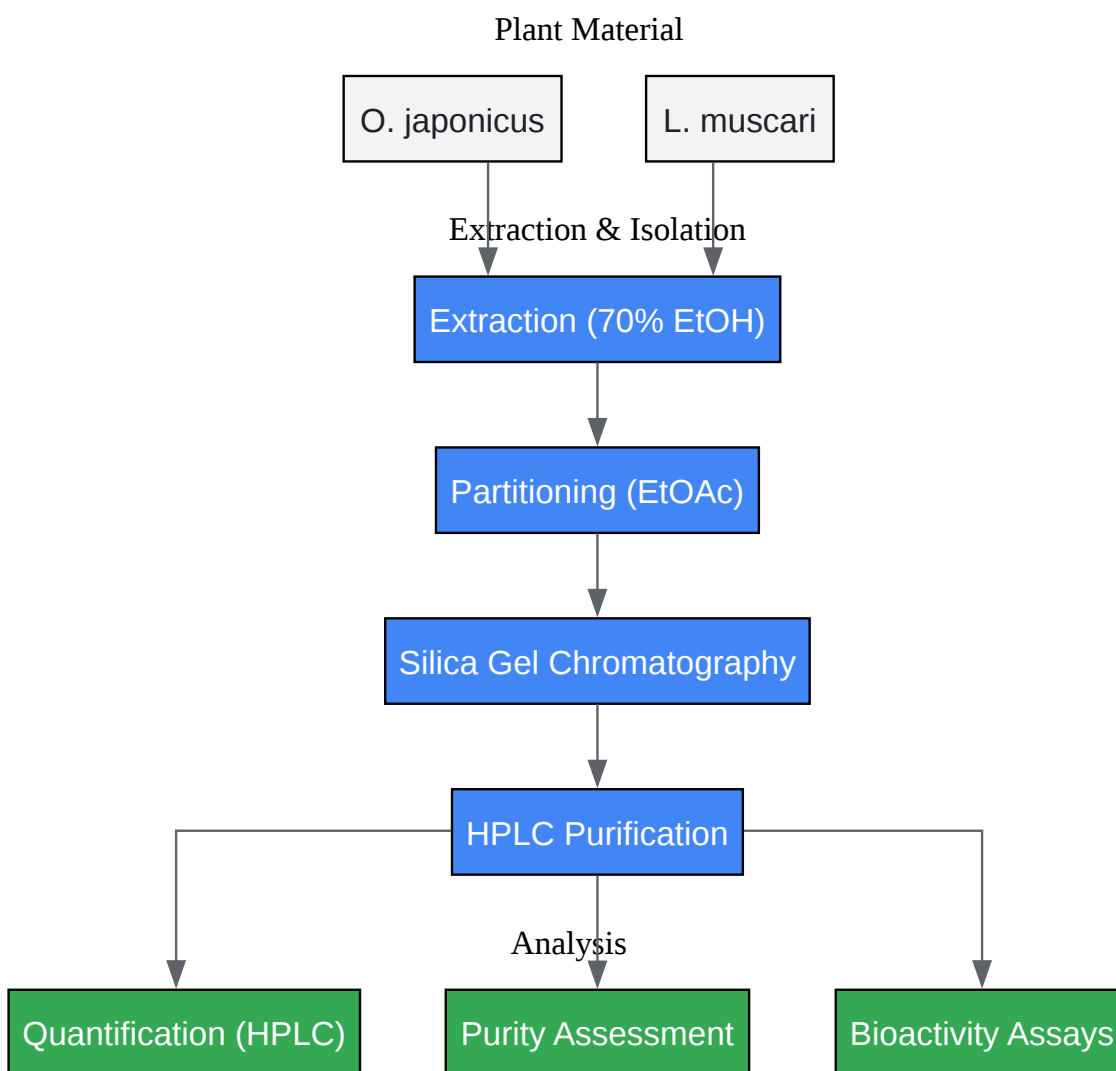 Plant Material
O. japonicus
L. muscari
Extraction & Isolation
Extraction (70% EtOH)
Partitioning (EtOAc)
Silica Gel Chromatography
HPLC Purification
Analysis
Quantification (HPLC)
Purity Assessment
Bioactivity Assays